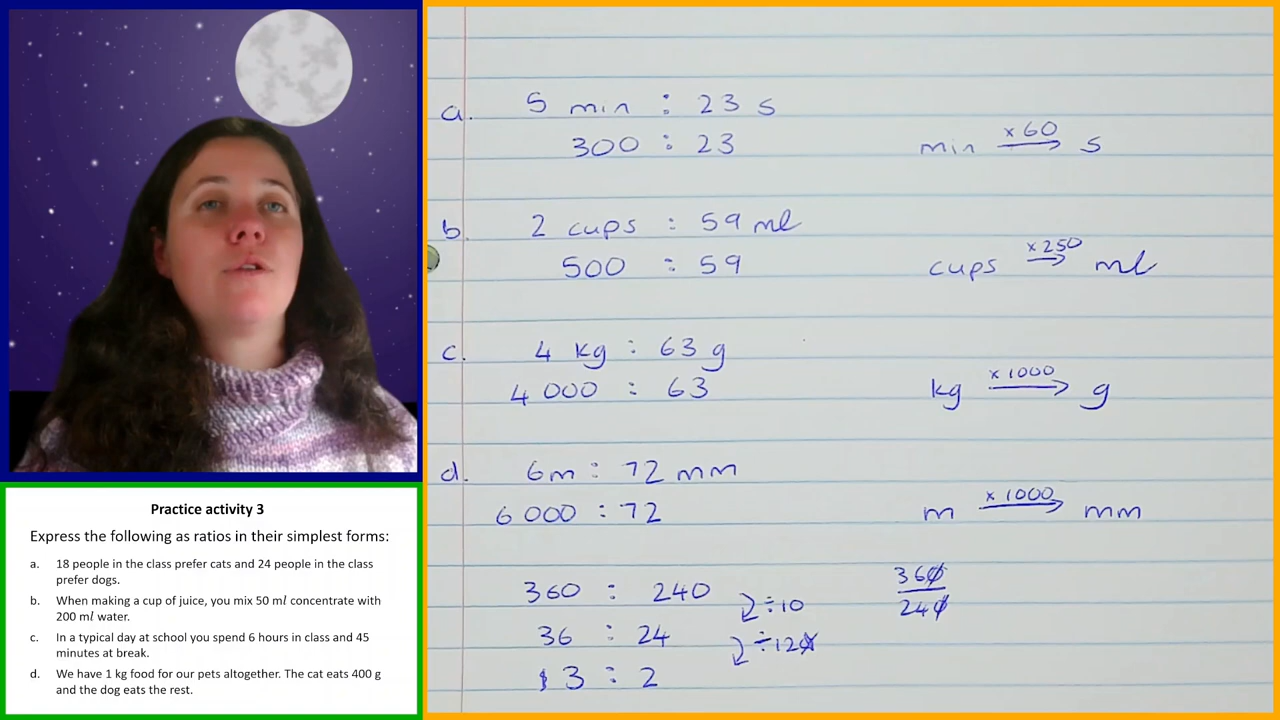 a. 5 min : 23 s
300 : 23
min ×60 → s
b. 2 cups : 59 ml
500 : 59
cups ×250 → ml
c. 4 kg : 63 g
4 000 : 63
kg ×1000 → g
d. 6m : 72 mm
6 000 : 72
m ×1000 → mm
360 : 240
÷10
36 : 24
÷12
3 : 2
360
240
Practice activity 3
Express the following as ratios in their simplest forms:
a. 18 people in the class prefer cats and 24 people in the class
prefer dogs.
b. When making a cup of juice, you mix 50 mℓ concentrate with
200 mℓ water.
c. In a typical day at school you spend 6 hours in class and 45
minutes at break.
d. We have 1 kg food for our pets altogether. The cat eats 400 g
and the dog eats the rest.